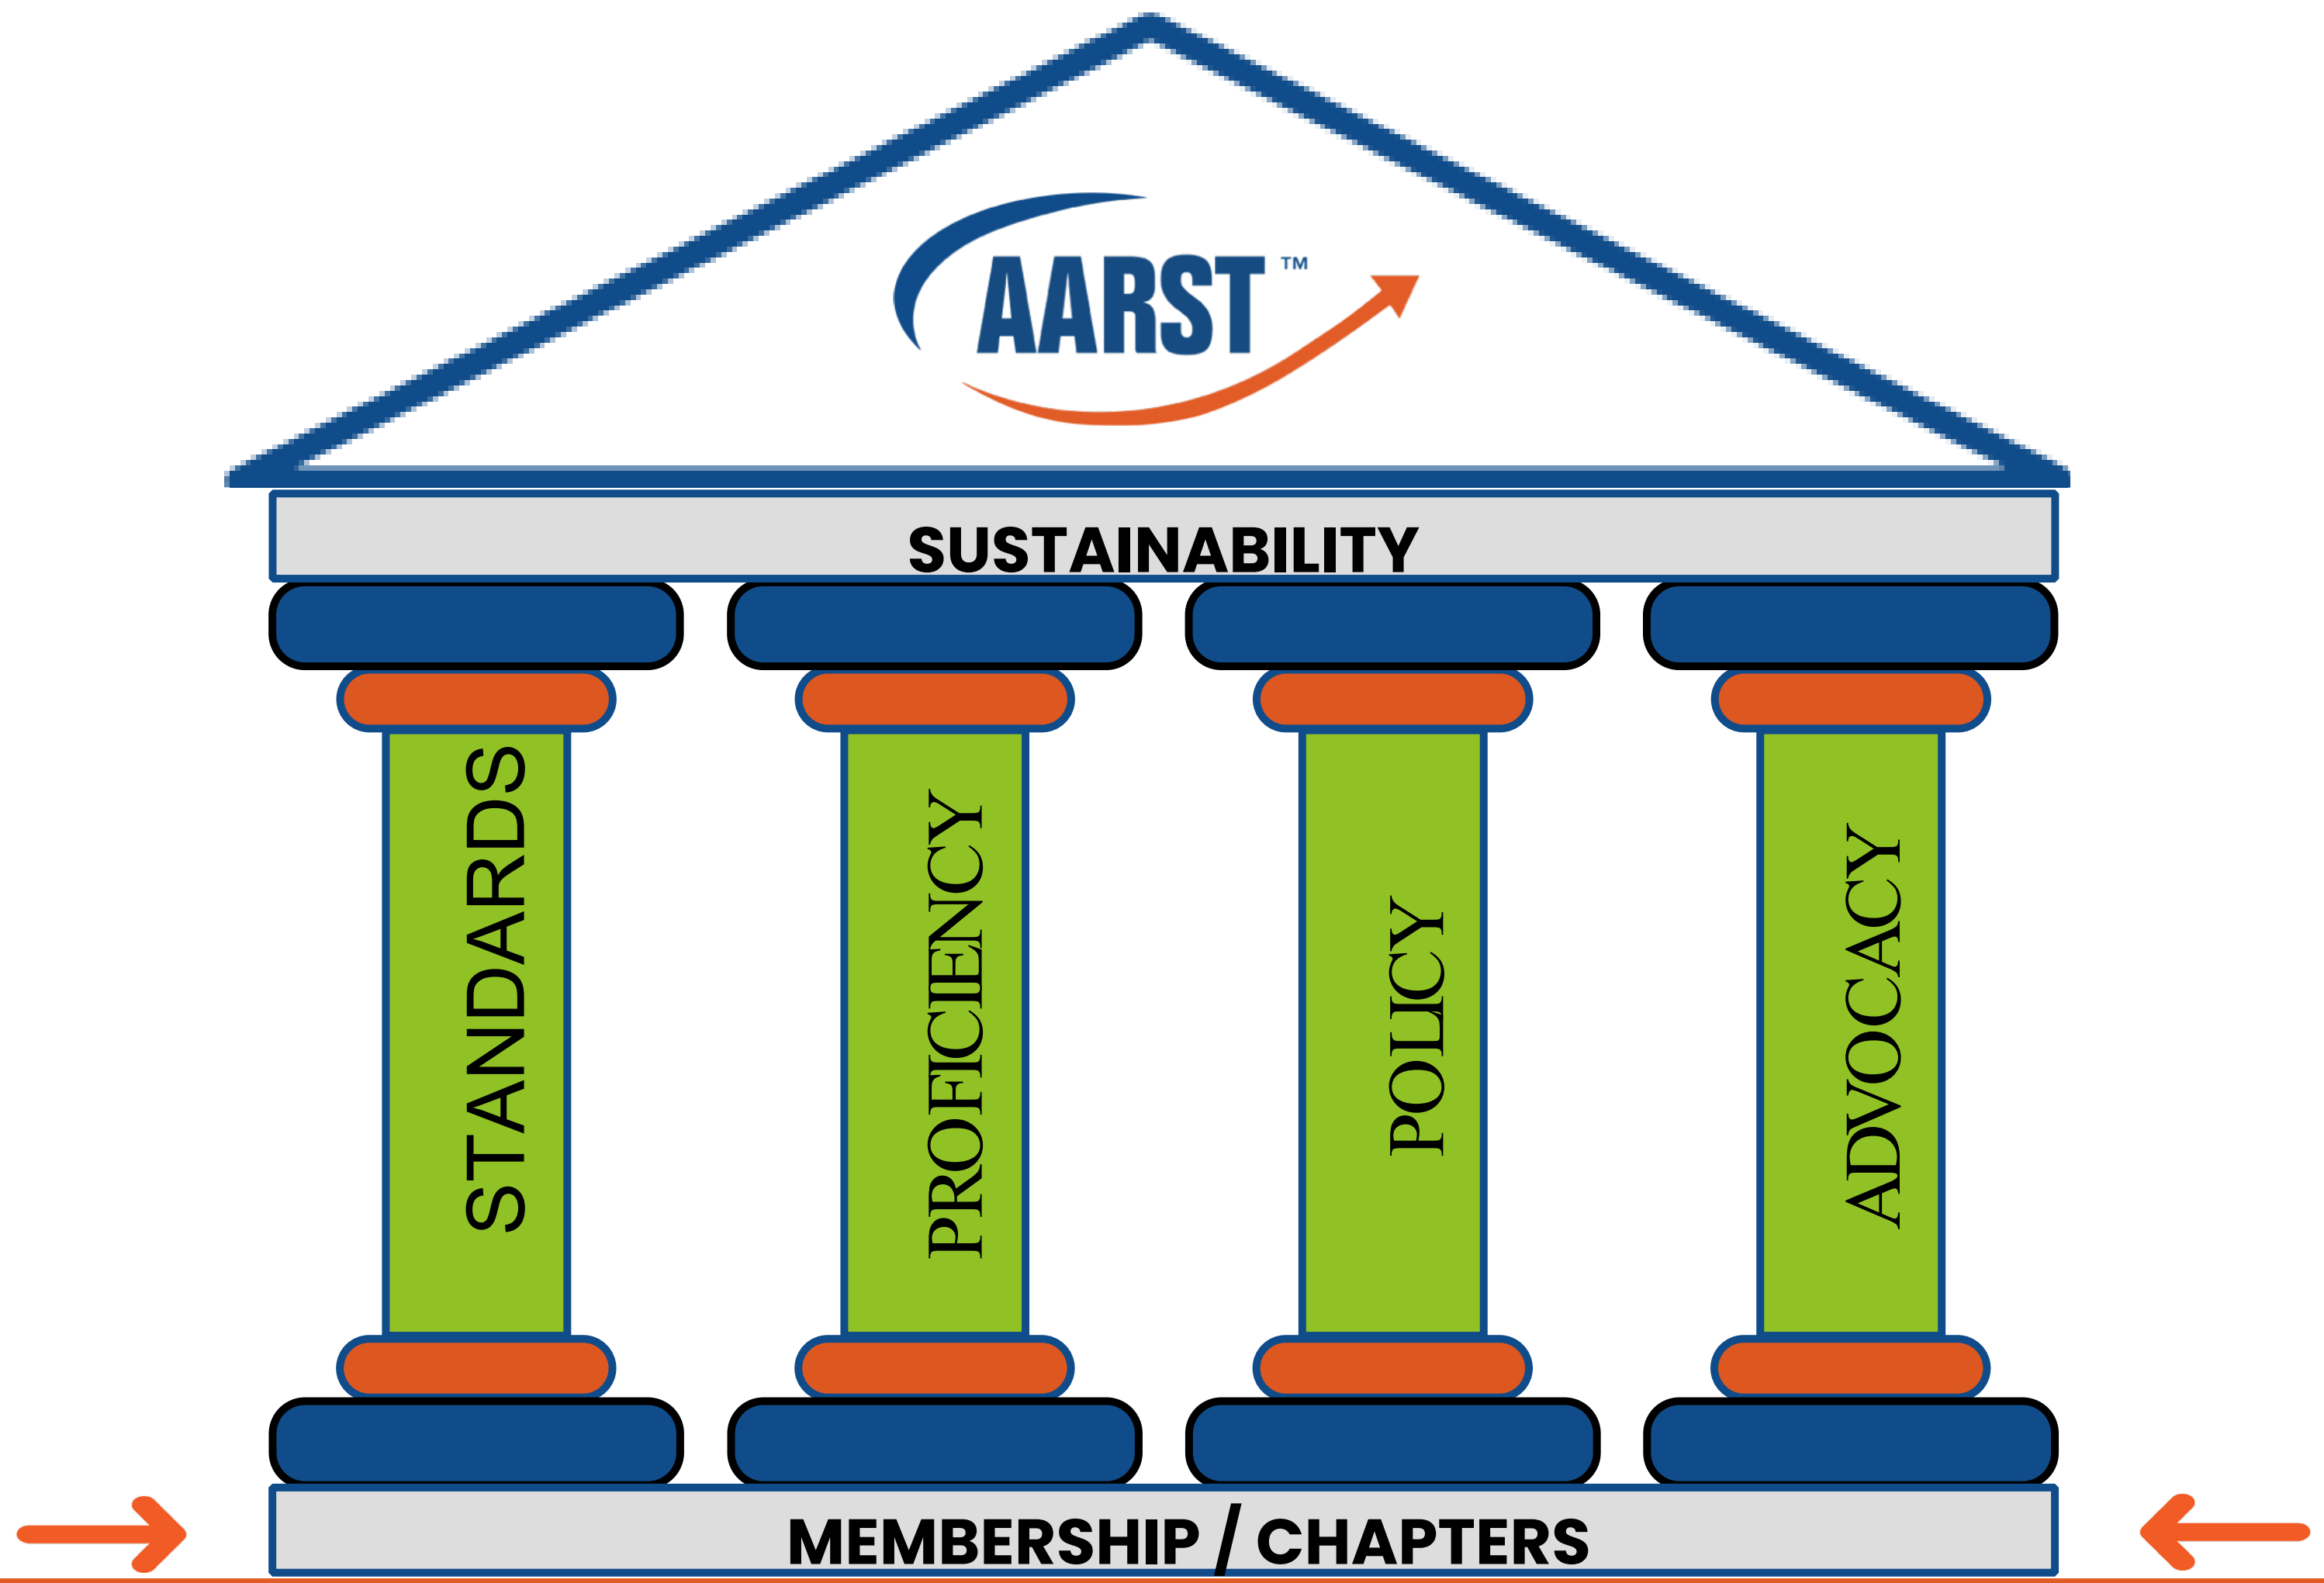 AARST™
SUSTAINABILITY
STANDARDS
PROFICIENCY
POLICY
ADVOCACY
MEMBERSHIP / CHAPTERS